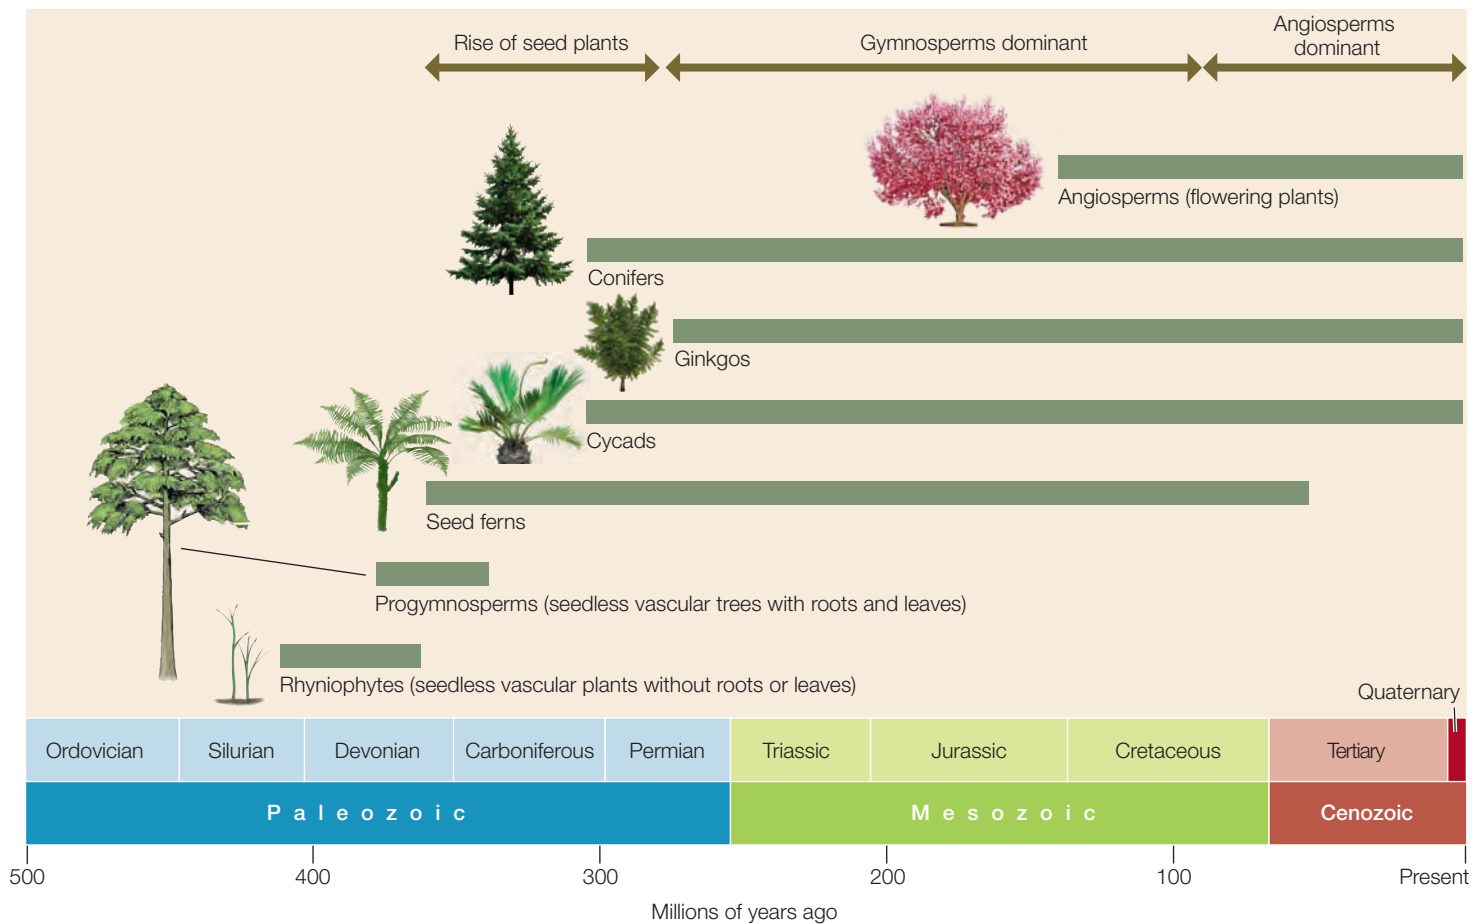 Rise of seed plants
Gymnosperms dominant
Angiosperms
dominant
Angiosperms (flowering plants)
Conifers
Ginkgos
Cycads
Seed ferns
Progymnosperms (seedless vascular trees with roots and leaves)
Rhyniophytes (seedless vascular plants without roots or leaves)
Quaternary
Ordovician
Silurian
Devonian
Carboniferous
Permian
Triassic
Jurassic
Cretaceous
Tertiary
Paleozoic
Mesozoic
Cenozoic
500
400
300
200
100
Present
Millions of years ago